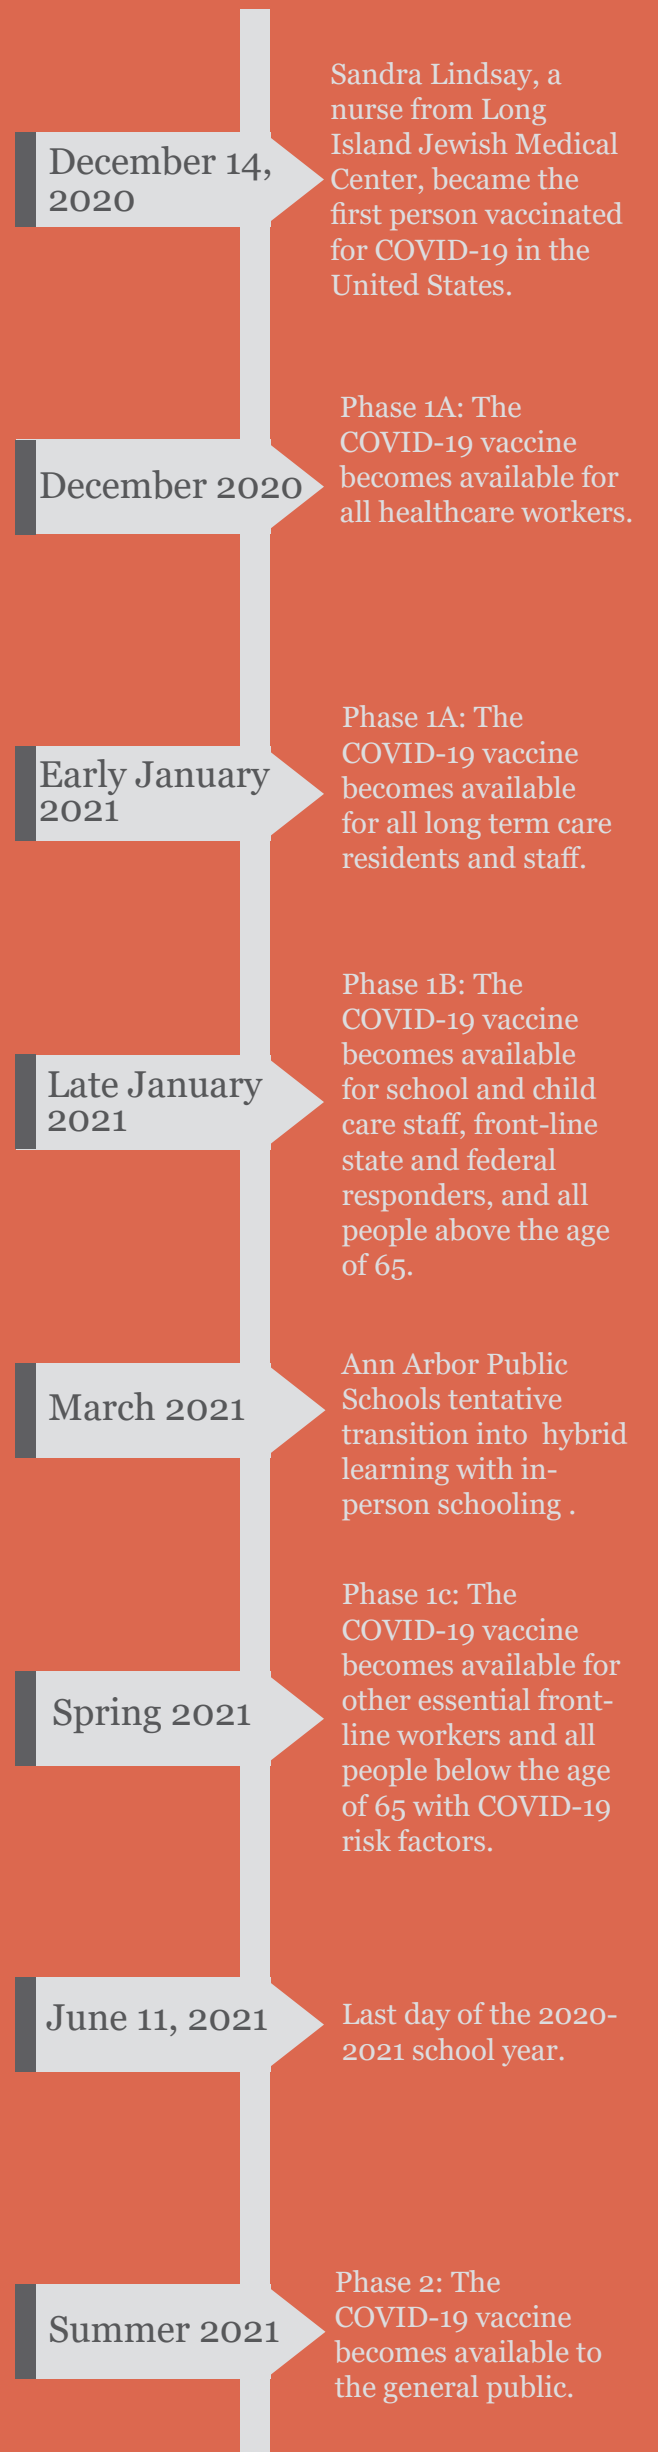 December 14,
2020
Sandra Lindsay, a
nurse from Long
Island Jewish Medical
Center, became the
first person vaccinated
for COVID-19 in the
United States.
December 2020
Phase 1A: The
COVID-19 vaccine
becomes available for
all healthcare workers.
Early January
2021
Phase 1A: The
COVID-19 vaccine
becomes available
for all long term care
residents and staff.
Late January
2021
Phase 1B: The
COVID-19 vaccine
becomes available
for school and child
care staff, front-line
state and federal
responders, and all
people above the age
of 65.
March 2021
Ann Arbor Public
Schools tentative
transition into  hybrid
learning with in-
person schooling .
Spring 2021
Phase 1c: The
COVID-19 vaccine
becomes available for
other essential front-
line workers and all
people below the age
of 65 with COVID-19
risk factors.
June 11, 2021
Last day of the 2020-
2021 school year.
Summer 2021
Phase 2: The
COVID-19 vaccine
becomes available to
the general public.